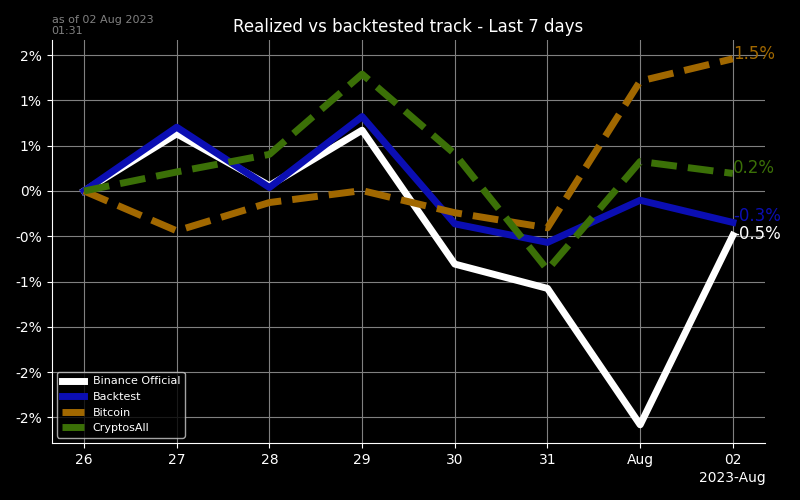 as of 02 Aug 2023
01:31
Realized vs backtested track - Last 7 days
2%
1%
1%
0%
-0%
-1%
-2%
-2%
-2%
1.5%
0.2%
-0.3%
-0.5%
Binance Official
Backtest
Bitcoin
CryptosAll
26 27 28 29 30 31 Aug 02
2023-Aug